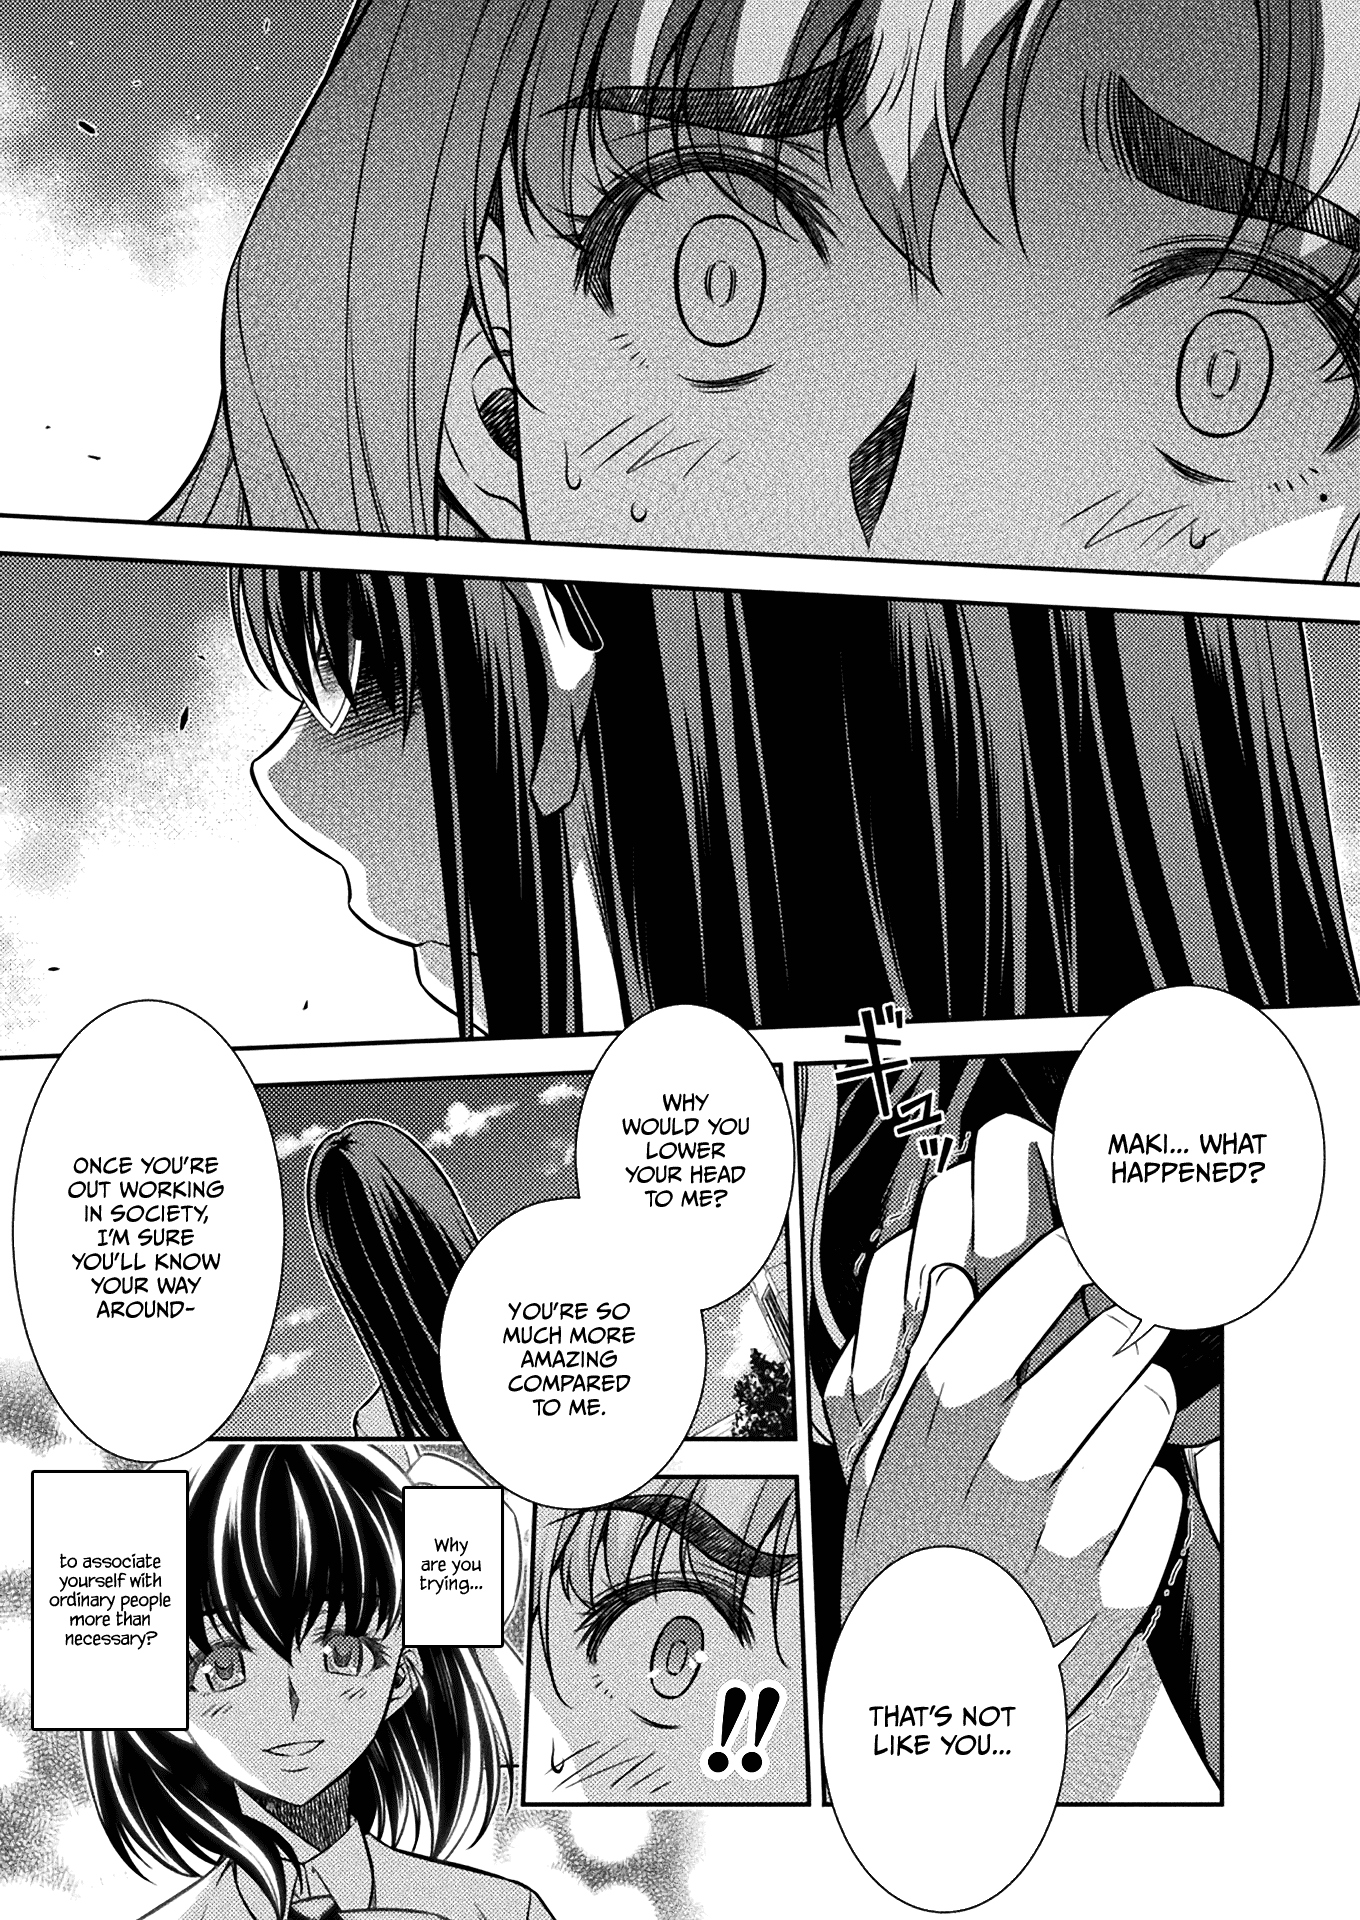 ギュッ
MAKI... WHAT
HAPPENED?
THAT'S NOT
LIKE YOU...
WHY
WOULD YOU
LOWER
YOUR HEAD
TO ME?
YOU'RE SO
MUCH MORE
AMAZING
COMPARED
TO ME.
ONCE YOU'RE
OUT WORKING
IN SOCIETY,
I'M SURE
YOU'LL KNOW
YOUR WAY
AROUND-
!!
Why
are you
trying...
to associate
yourself with
ordinary people
more than
necessary?